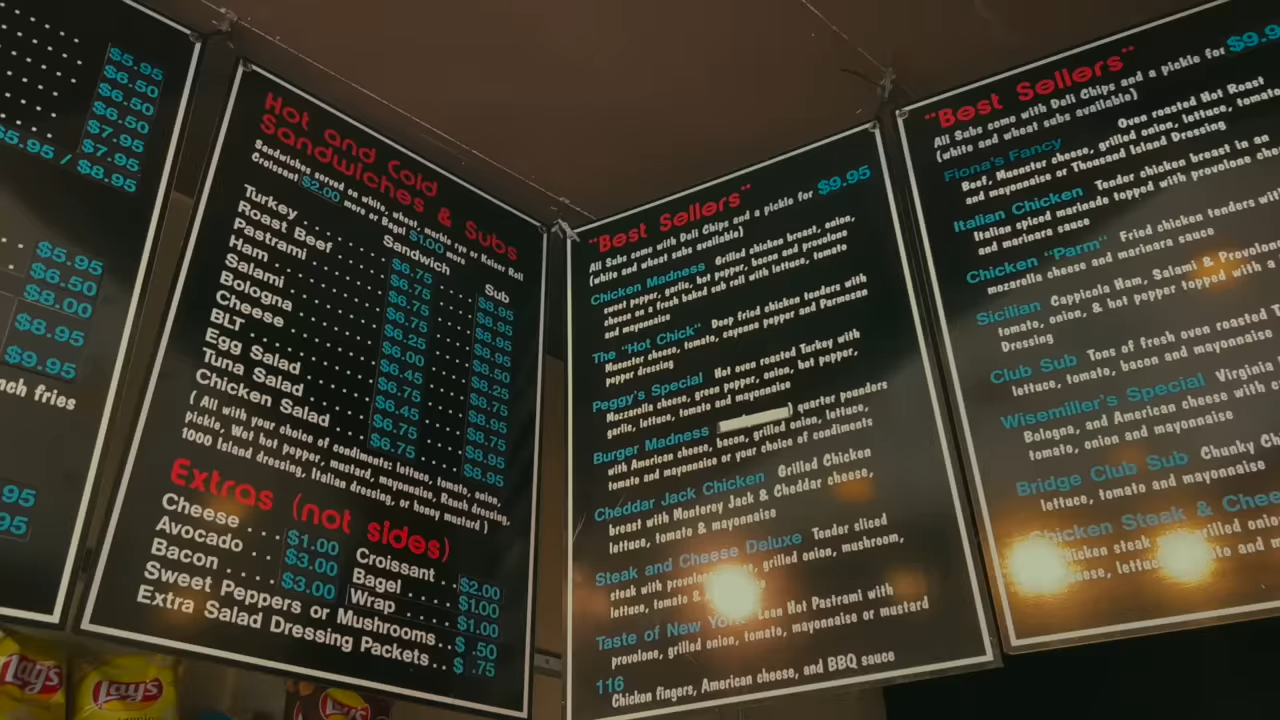 $5.95
$6.50
$6.50
$6.50
$7.95
$7.95
$5.95 / $8.95
$5.95
$6.50
$8.00
$8.95
$9.95
fries
95
95
Hot and Cold
Sandwiches & Subs
Sandwiches served on white, wheat, marble rye or Kaiser Roll
Croissant $2.00 more or Bagel $1.00 more
Sandwich Sub
Turkey $6.75 $8.95
Roast Beef $6.75 $8.95
Pastrami $6.75 $8.95
Ham $6.75 $8.95
Salami $6.25 $8.50
Bologna $6.00 $8.25
Cheese $6.45 $8.75
BLT $6.75 $8.95
Egg Salad $6.45 $8.75
Tuna Salad $6.75 $8.95
Chicken Salad $6.75 $8.95
( All with your choice of condiments: lettuce, tomato, onion,
pickle, Wet hot pepper, mustard, mayonnaise, Ranch dressing,
1000 Island dressing, Italian dressing, or honey mustard )
Extras (not sides)
Cheese $1.00 Croissant $2.00
Avocado $3.00 Bagel $1.00
Bacon $3.00 Wrap $1.00
Sweet Peppers or Mushrooms $ .50
Extra Salad Dressing Packets $ .75
Lay's
Lay's
Lay's
"Best Sellers"
All Subs come with Deli Chips and a pickle for $9.95
(white and wheat subs available)
Chicken Madness Grilled chicken breast, onion,
sweet pepper, garlic, hot pepper, bacon and provolone
cheese on a fresh baked sub roll with lettuce, tomato
and mayonnaise
The "Hot Chick" Deep fried chicken tenders with
Muenster cheese, tomato, cayenne pepper and Parmesan
pepper dressing
Peggy's Special Hot oven roasted Turkey with
Mozzarella cheese, green pepper, onion, hot pepper,
garlic, lettuce, tomato and mayonnaise
Burger Madness quarter pounders
with American cheese, bacon, grilled onion, lettuce,
tomato and mayonnaise or your choice of condiments
Cheddar Jack Chicken Grilled Chicken
breast with Monterey Jack & Cheddar cheese,
lettuce, tomato & mayonnaise
Steak and Cheese Deluxe Tender sliced
steak with provolone, grilled onion, mushroom,
lettuce, tomato &
Taste of New York Lean Hot Pastrami with
provolone, grilled onion, tomato, mayonnaise or mustard
116
Chicken fingers, American cheese, and BBQ sauce
"Best Sellers"
All Subs come with Deli Chips and a pickle for $9.9
(white and wheat subs available)
Fiona's Fancy Oven roasted Hot Roast
Beef, Muenster cheese, grilled onion, lettuce, tomato
and mayonnaise or Thousand Island Dressing
Italian Chicken Tender chicken breast in an
Italian spiced marinade topped with provolone
and marinara sauce
Chicken "Parm" Fried chicken tenders
mozarella cheese and marinara sauce
Sicilian Cappicola Ham, Salami & Provolone
tomato, onion, & hot pepper topped with a
Dressing
Club Sub Tons of fresh oven roasted
lettuce, tomato, bacon and mayonnaise
Wisemiller's Special Virginia
Bologna, and American cheese with
tomato, onion and mayonnaise
Bridge Club Sub Chunky
lettuce, tomato and mayonnaise
Chicken Steak &
steak grilled onion
lettuce